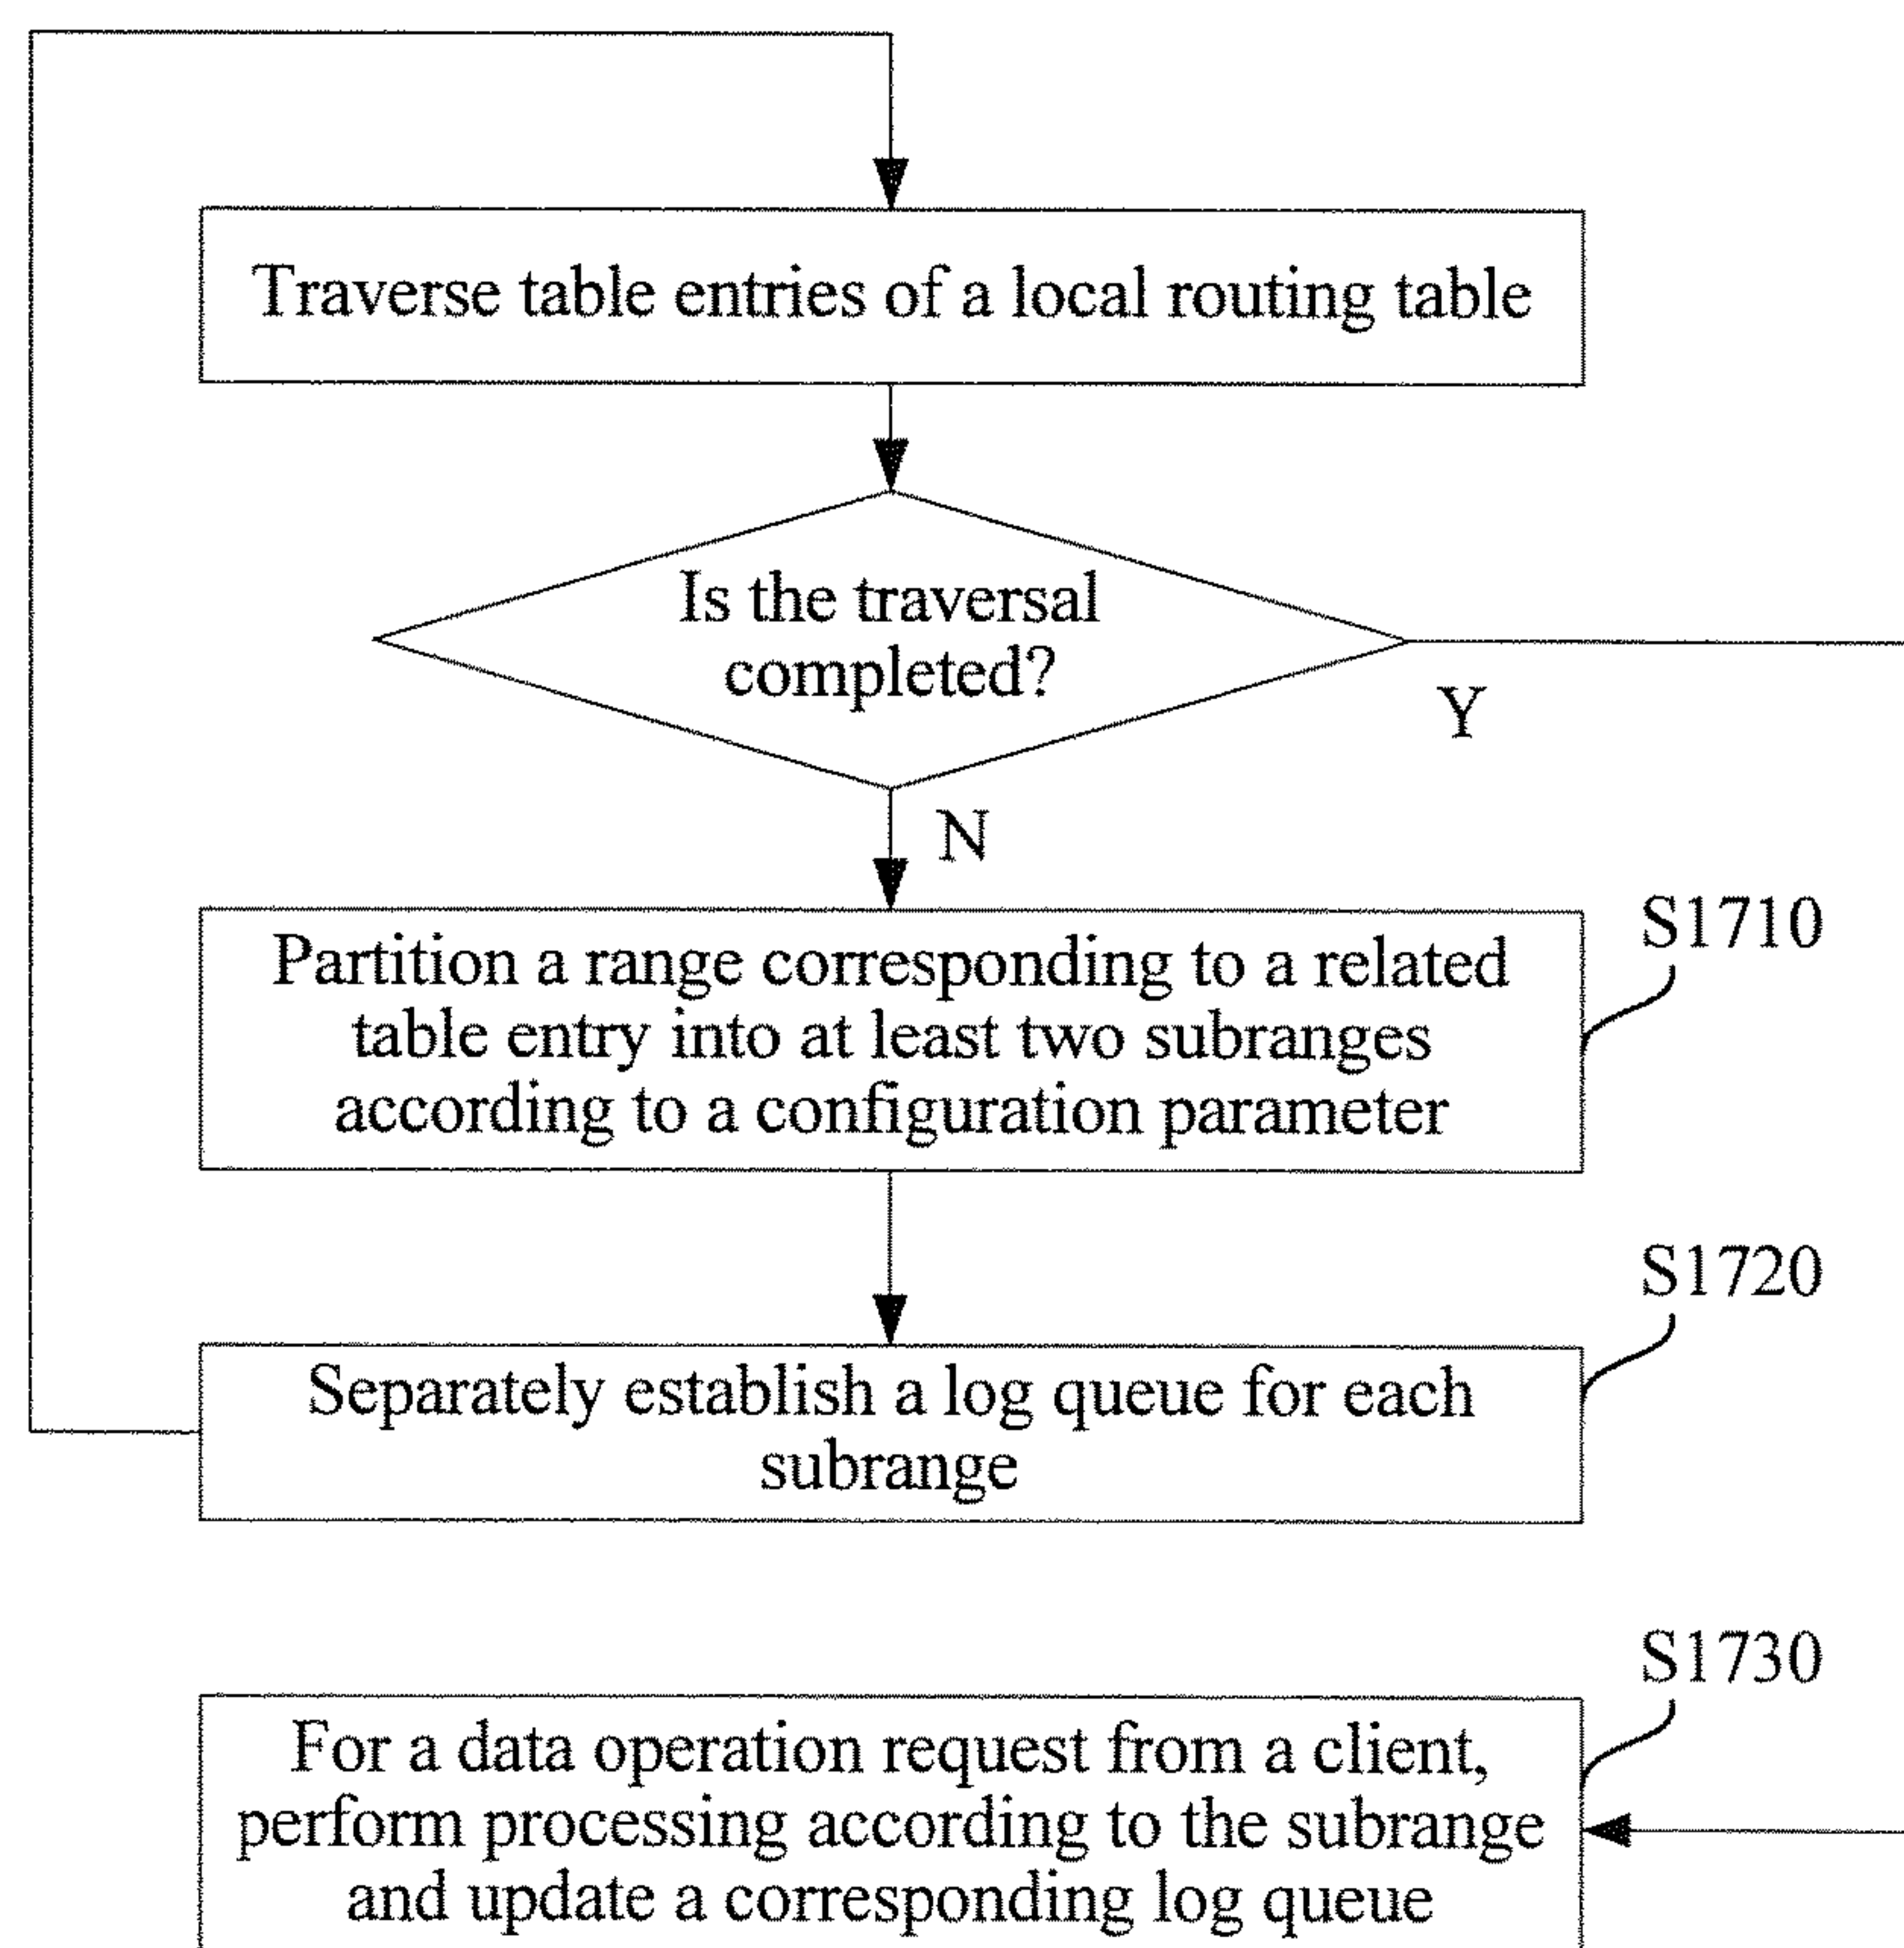 Traverse table entries of a local routing table
Is the traversal
completed?
Y
N
S1710
Partition a range corresponding to a related
table entry into at least two subranges
according to a configuration parameter
S1720
Separately establish a log queue for each
subrange
S1730
For a data operation request from a client,
perform processing according to the subrange
and update a corresponding log queue